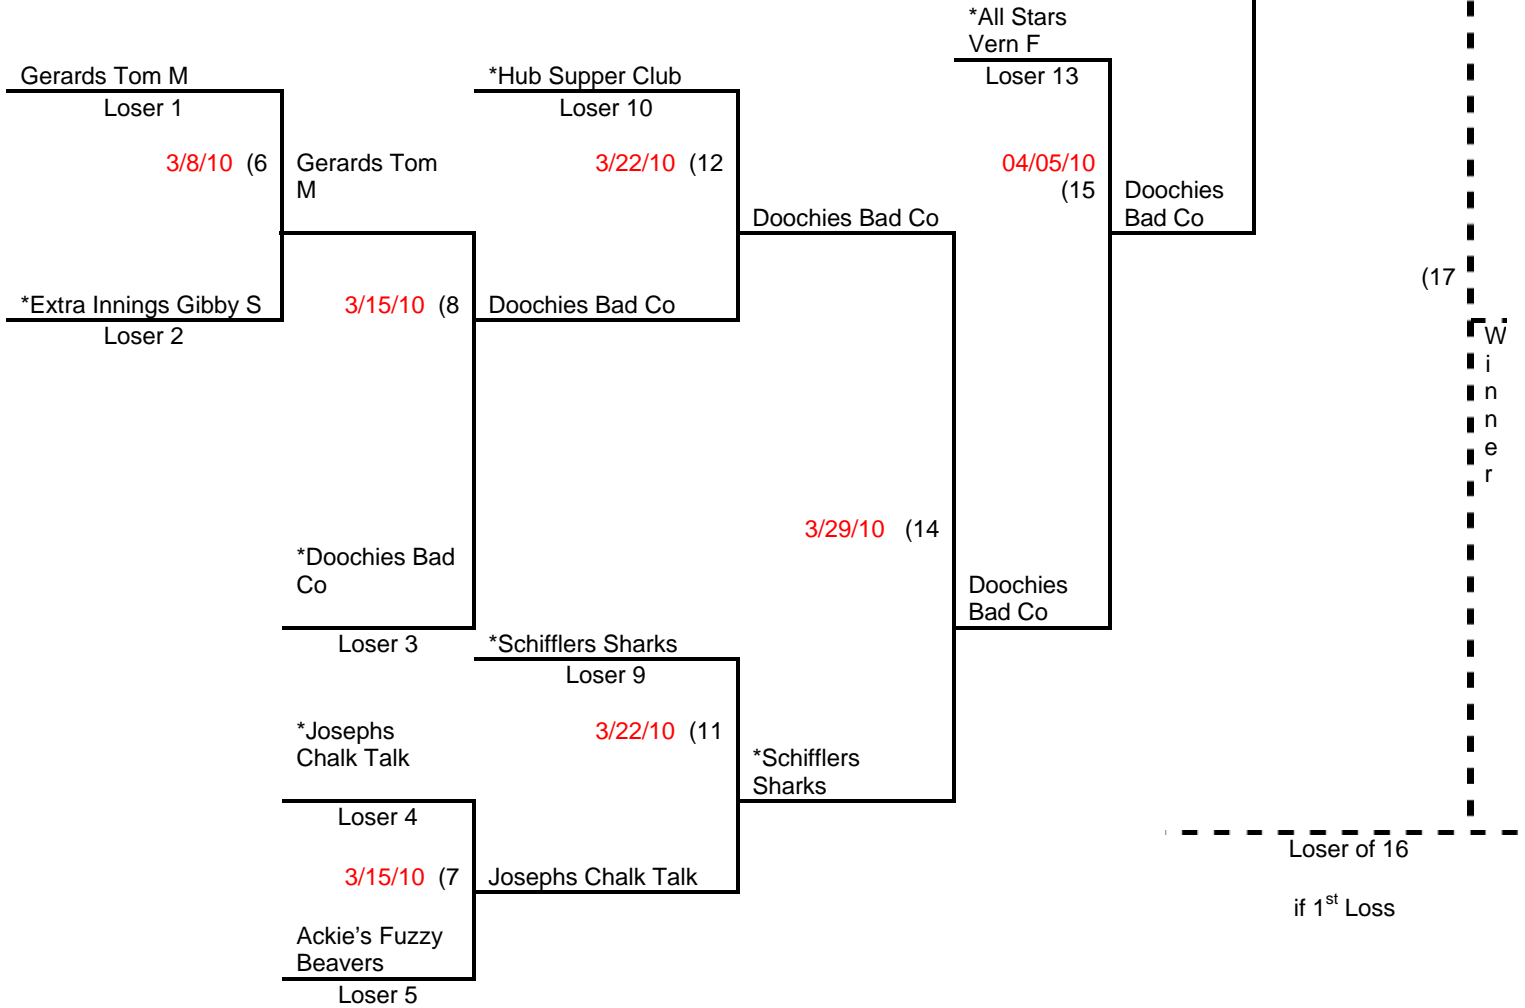 *All Stars
Vern F
Loser 13
Gerards Tom M
Loser 1
*Hub Supper Club
Loser 10
3/8/10 (6
Gerards Tom
M
3/22/10 (12
04/05/10
(15
Doochies
Bad Co
Doochies Bad Co
(17
*Extra Innings Gibby S
Loser 2
3/15/10 (8
Doochies Bad Co
W
i
n
n
e
r
3/29/10 (14
*Doochies Bad
Co
Loser 3
Doochies
Bad Co
*Schifflers Sharks
Loser 9
*Josephs
Chalk Talk
Loser 4
3/22/10 (11
*Schifflers
Sharks
3/15/10 (7
Josephs Chalk Talk
Ackie's Fuzzy
Beavers
Loser 5
Loser of 16
if 1st Loss